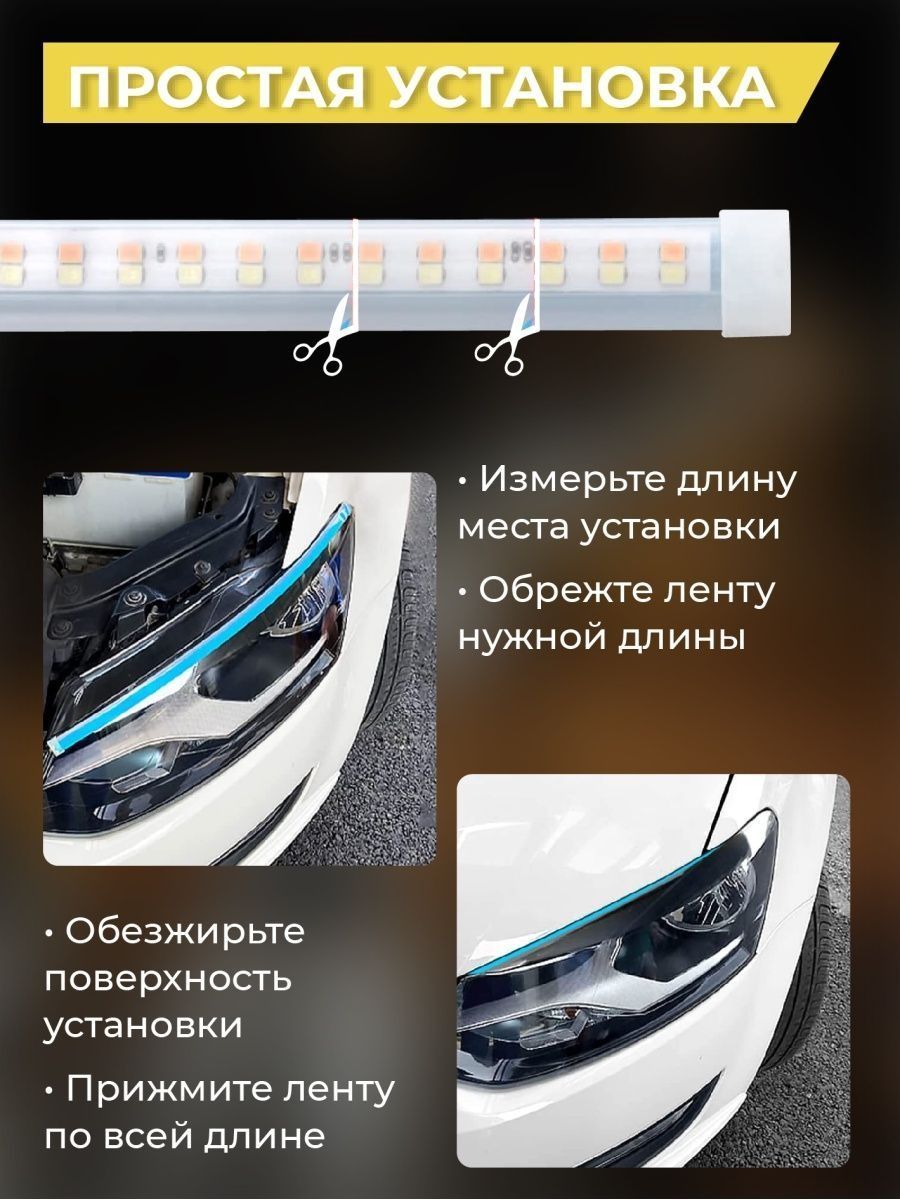 ПРОСТАЯ УСТАНОВКА
• Измерьте длину
места установки
• Обрежте ленту
нужной длины
• Обезжирьте
поверхность
установки
• Прижмите ленту
по всей длине